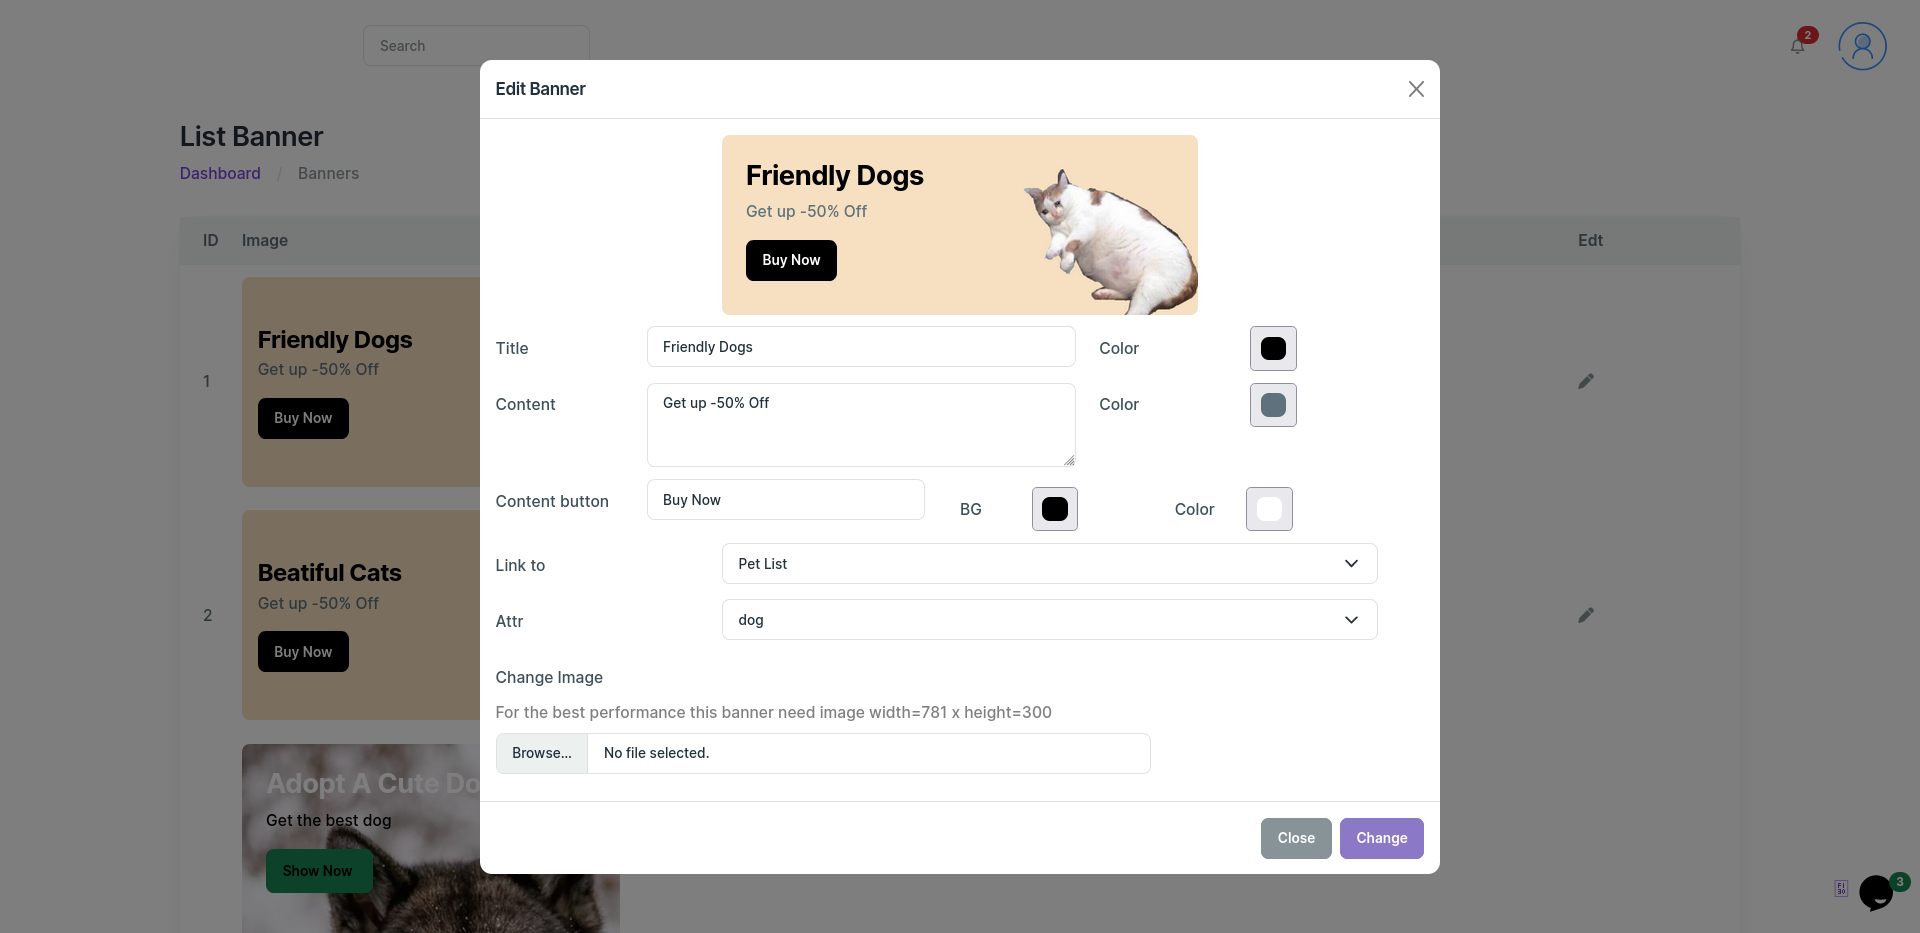 Search
2
List Banner
Dashboard / Banners
ID Image Edt
1
Friendly Dogs
Get up -50% Off
Buy Now
2
Beatiful Cats
Get up -50% Off
Buy Now
Adopt A Cute Do
Get the best dog
Show Now
Edit Banner
Friendly Dogs
Get up -50% Off
Buy Now
Title Friendly Dogs Color
Content Get up -50% Off Color
Content button Buy Now BG Color
Link to Pet List
Attr dog
Change Image
For the best performance this banner need image width=781 x height=300
Browse... No file selected.
Close Change
3